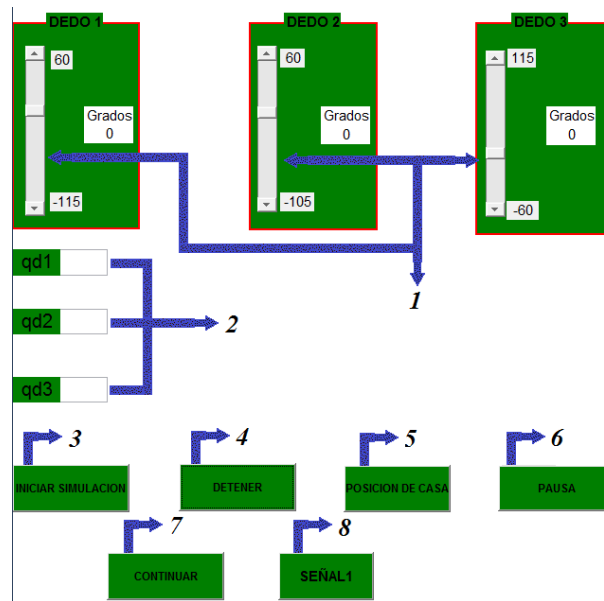 DEDO 1
DEDO 2
DEDO 3
60
60
115
Grados
0
Grados
0
Grados
0
-115
-105
-60
qd1
1
qd2
2
qd3
3
4
5
6
INICIAR SIMULACION
DETENER
POSICION DE CASA
PAUSA
7
8
CONTINUAR
SEÑAL1